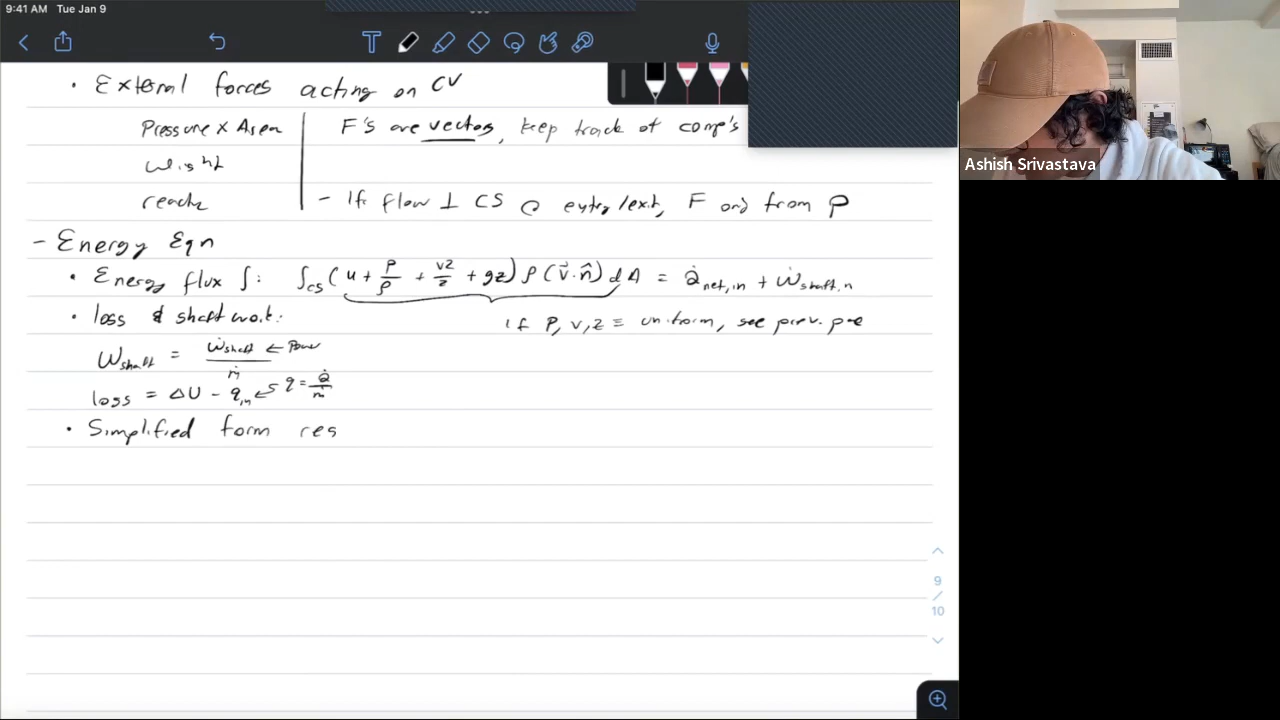 9:41 AM Tue Jan 9
• External forces acting on CV
Pressure x Area
F's are vectors, keep track of comp's
weight
- If flow ⊥ CS @ entry/exit, F only from P
- Energy Eqn
• Energy flux ∫: ∫cs (u + P/ρ + V2/2 + gz) ρ (v⃗·n̂) dA = Q̇net,in + Ẇshaft,in
• loss & shaft work:
if P, V, Z ≡ uniform, see prev. page
Wshaft = Ẇshaft/ṁ ← Power
loss = ΔU - qin ← q = Q̇/ṁ
• Simplified form res
9
/
10
Ashish Srivastava